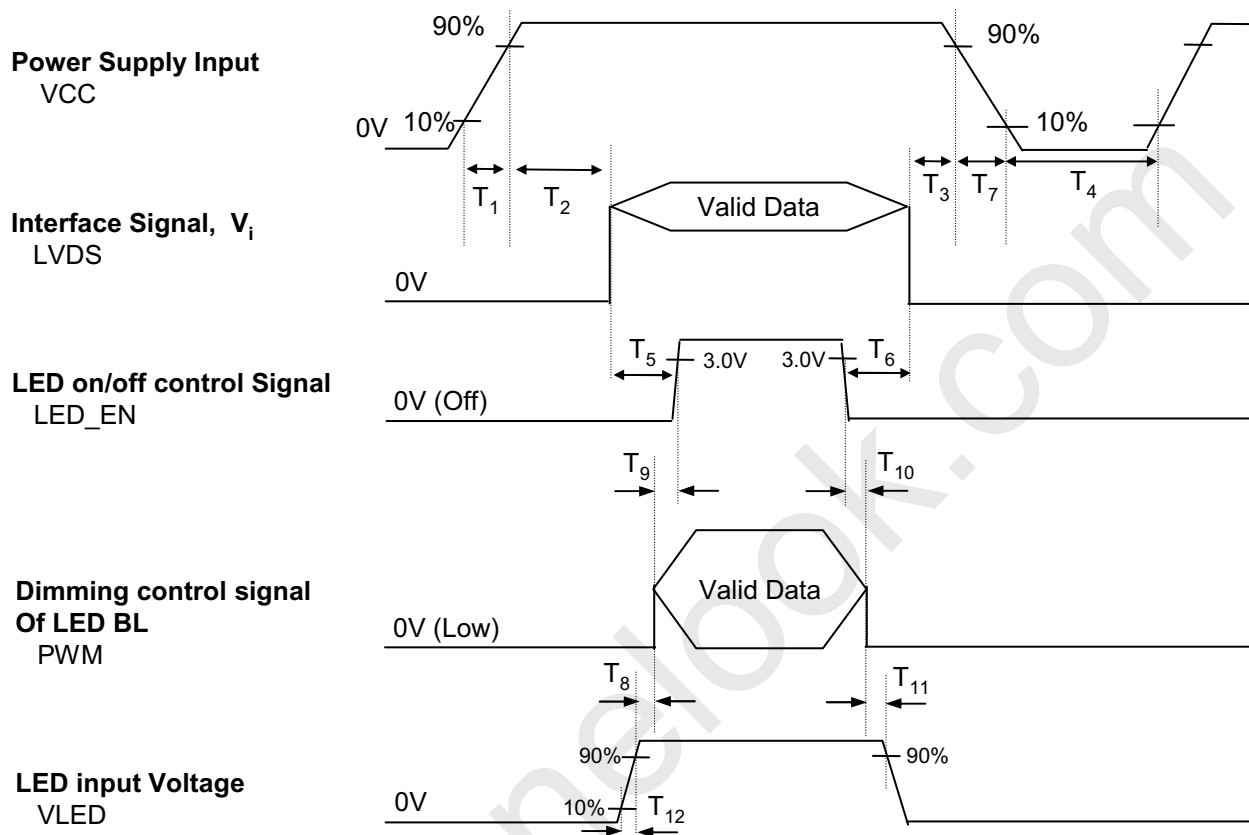 90%
90%
Power Supply Input
VCC
0V
10%
10%
T1
T2
T3
T7
T4
Valid Data
Interface Signal, Vi
LVDS
0V
T5
3.0V
3.0V
T6
LED on/off control Signal
LED_EN
0V (Off)
T9
T10
Valid Data
Dimming control signal
Of LED BL
PWM
0V (Low)
T8
T11
90%
90%
LED input Voltage
VLED
0V
10%
T12
nelook.com